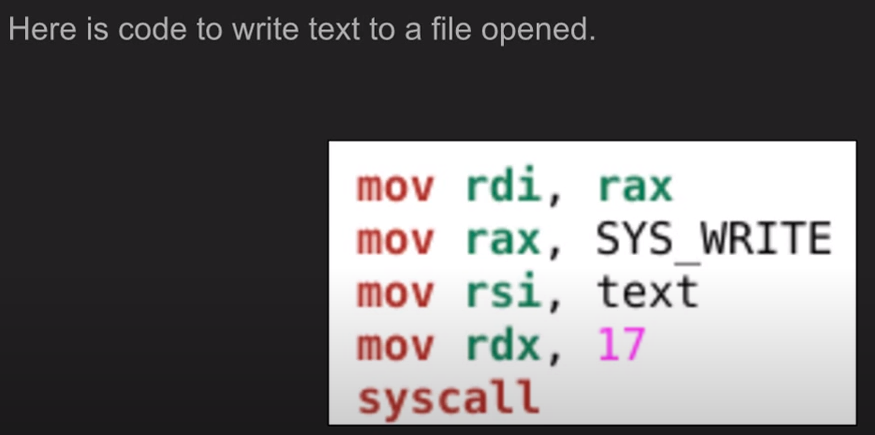 Here is code to write text to a file opened.
mov rdi, rax
mov rax, SYS_WRITE
mov rsi, text
mov rdx, 17
syscall